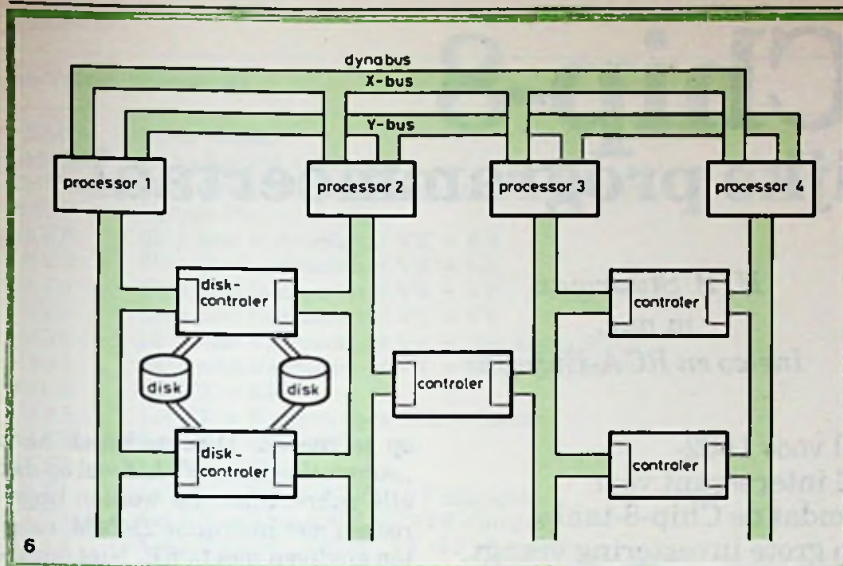 dynabus
X-bus
Y-bus
processor 1
processor 2
processor 3
processor 4
disk-
controler
controler
disk
disk
controler
disk-
controler
controler
6